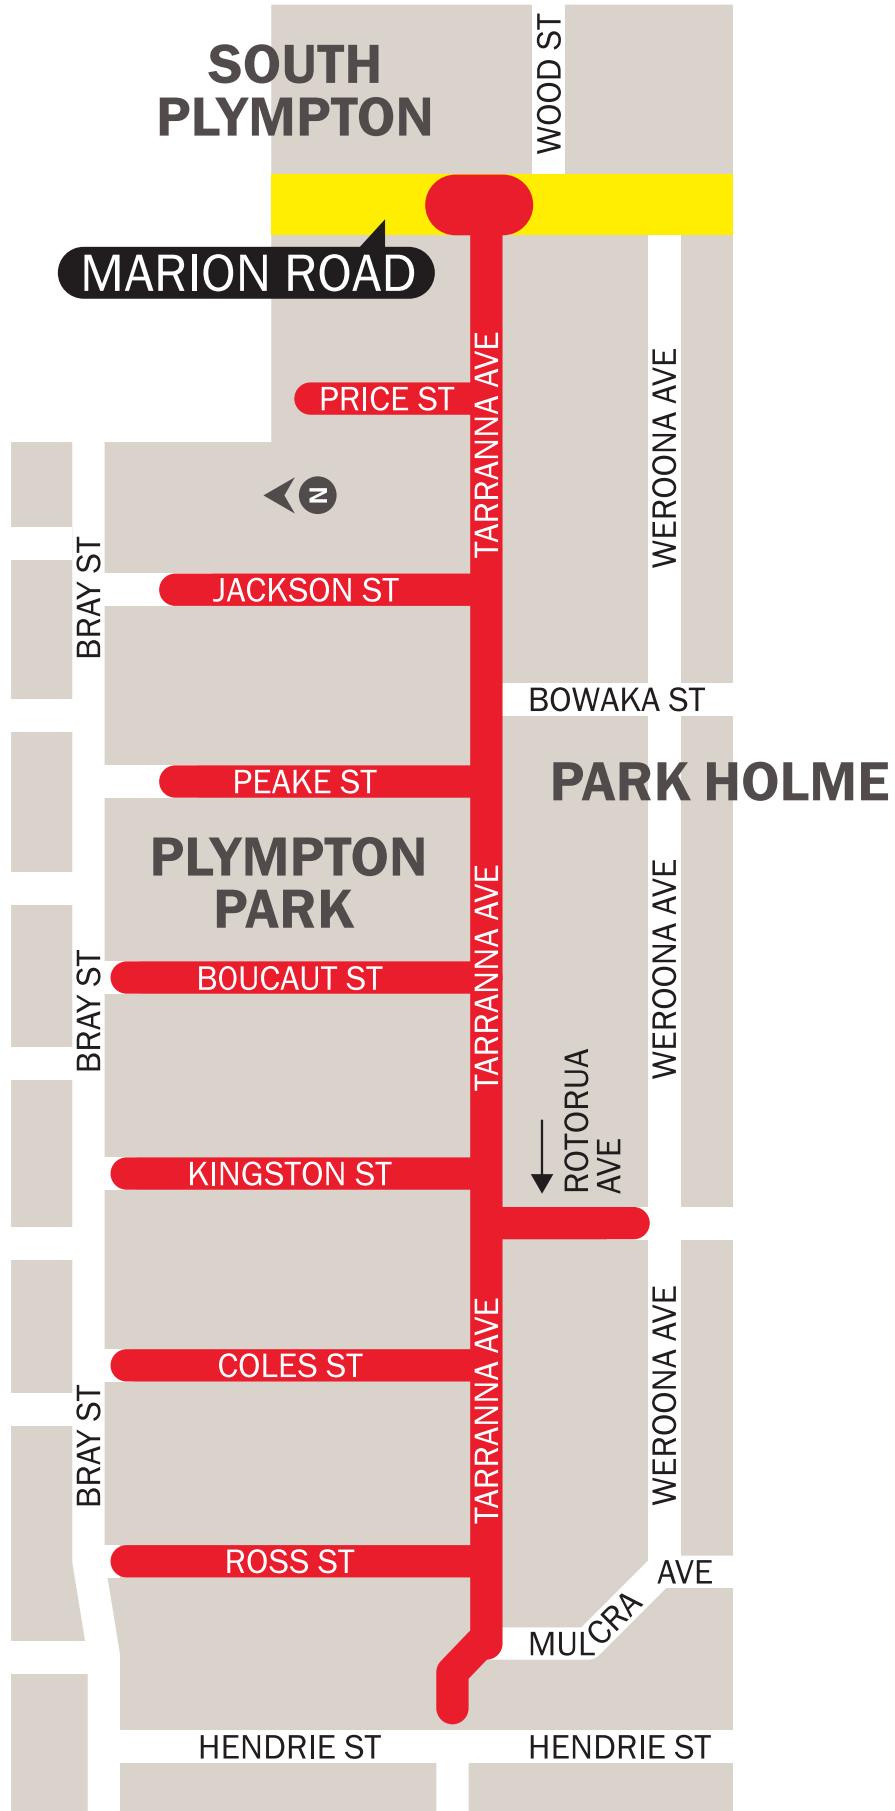 SOUTH
PLYMPTON
WOOD ST
MARION ROAD
TARRANNA AVE
WEROONA AVE
PRICE ST
N
BRAY ST
JACKSON ST
BOWAKA ST
PARK HOLME
PEAKE ST
PLYMPTON
PARK
TARRANNA AVE
WEROONA AVE
BRAY ST
BOUCAUT ST
ROTORUA
AVE
KINGSTON ST
TARRANNA AVE
WEROONA AVE
COLES ST
BRAY ST
ROSS ST
MULCRA AVE
HENDRIE ST
HENDRIE ST